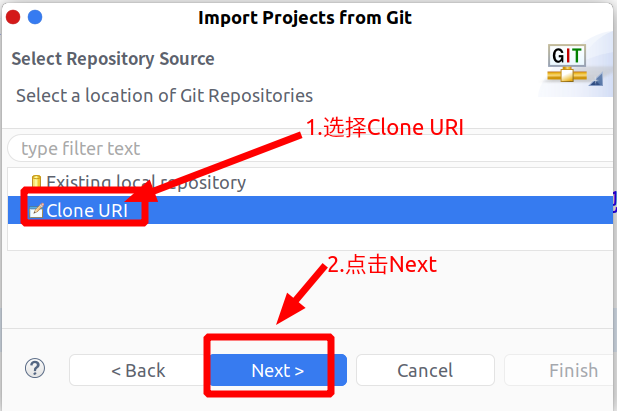 Import Projects from Git
Select Repository Source
GIT
Select a location of Git Repositories
1.选择Clone URI
type filter text
Existing local repository
Clone URI
2.点击Next
?
< Back
Next >
Cancel
Finish